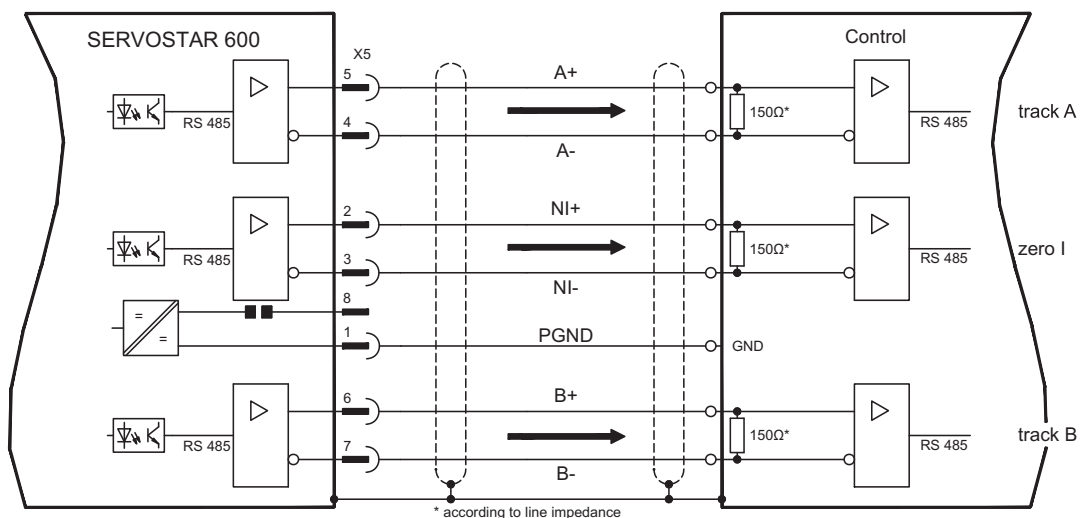 SERVOSTAR 600
X5
Control
5
A+
RS 485
150Ω*
RS 485
track A
4
A-
2
NI+
RS 485
150Ω*
RS 485
zero I
3
NI-
8
=
=
1
PGND
GND
6
B+
RS 485
150Ω*
RS 485
track B
7
B-
* according to line impedance